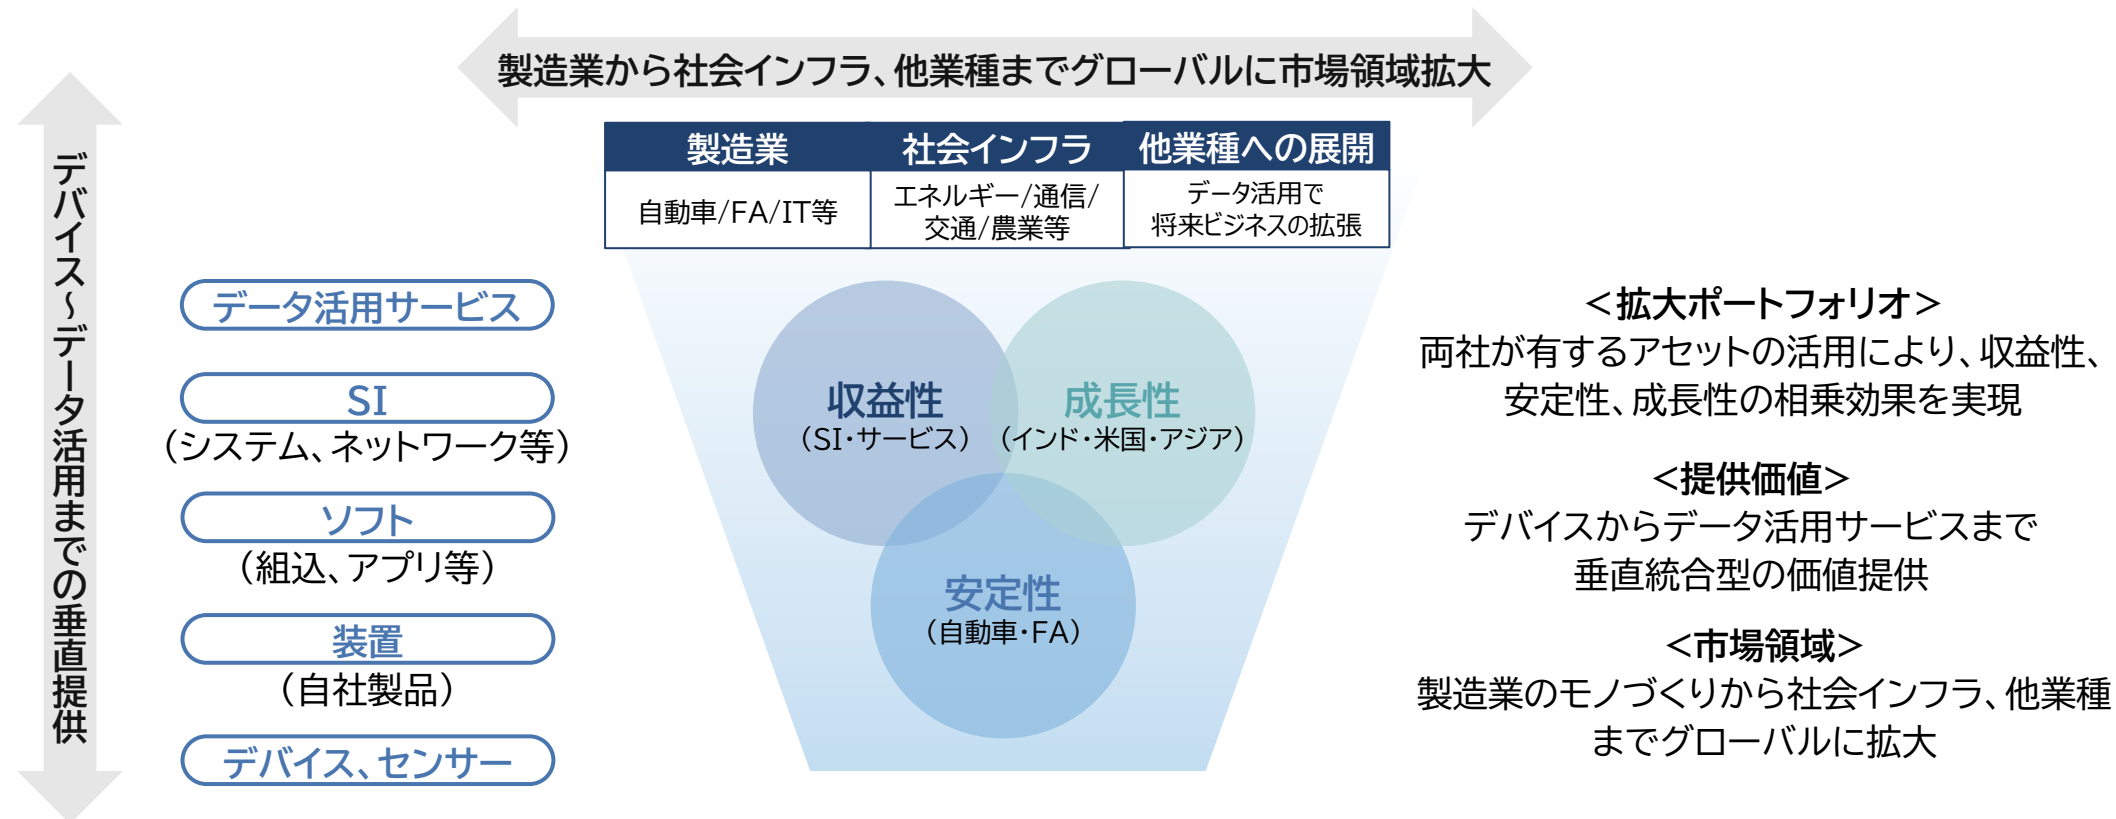 製造業から社会インフラ、他業種までグローバルに市場領域拡大
デバイス～データ活用までの垂直提供
製造業
社会インフラ
他業種への展開
自動車/FA/IT等
エネルギー/通信/
交通/農業等
データ活用で
将来ビジネスの拡張
データ活用サービス
SI
（システム、ネットワーク等）
ソフト
（組込、アプリ等）
装置
（自社製品）
デバイス、センサー
収益性
（SI・サービス）
成長性
（インド・米国・アジア）
安定性
（自動車・FA）
＜拡大ポートフォリオ＞
両社が有するアセットの活用により、収益性、
安定性、成長性の相乗効果を実現
＜提供価値＞
デバイスからデータ活用サービスまで
垂直統合型の価値提供
＜市場領域＞
製造業のモノづくりから社会インフラ、他業種
までグローバルに拡大